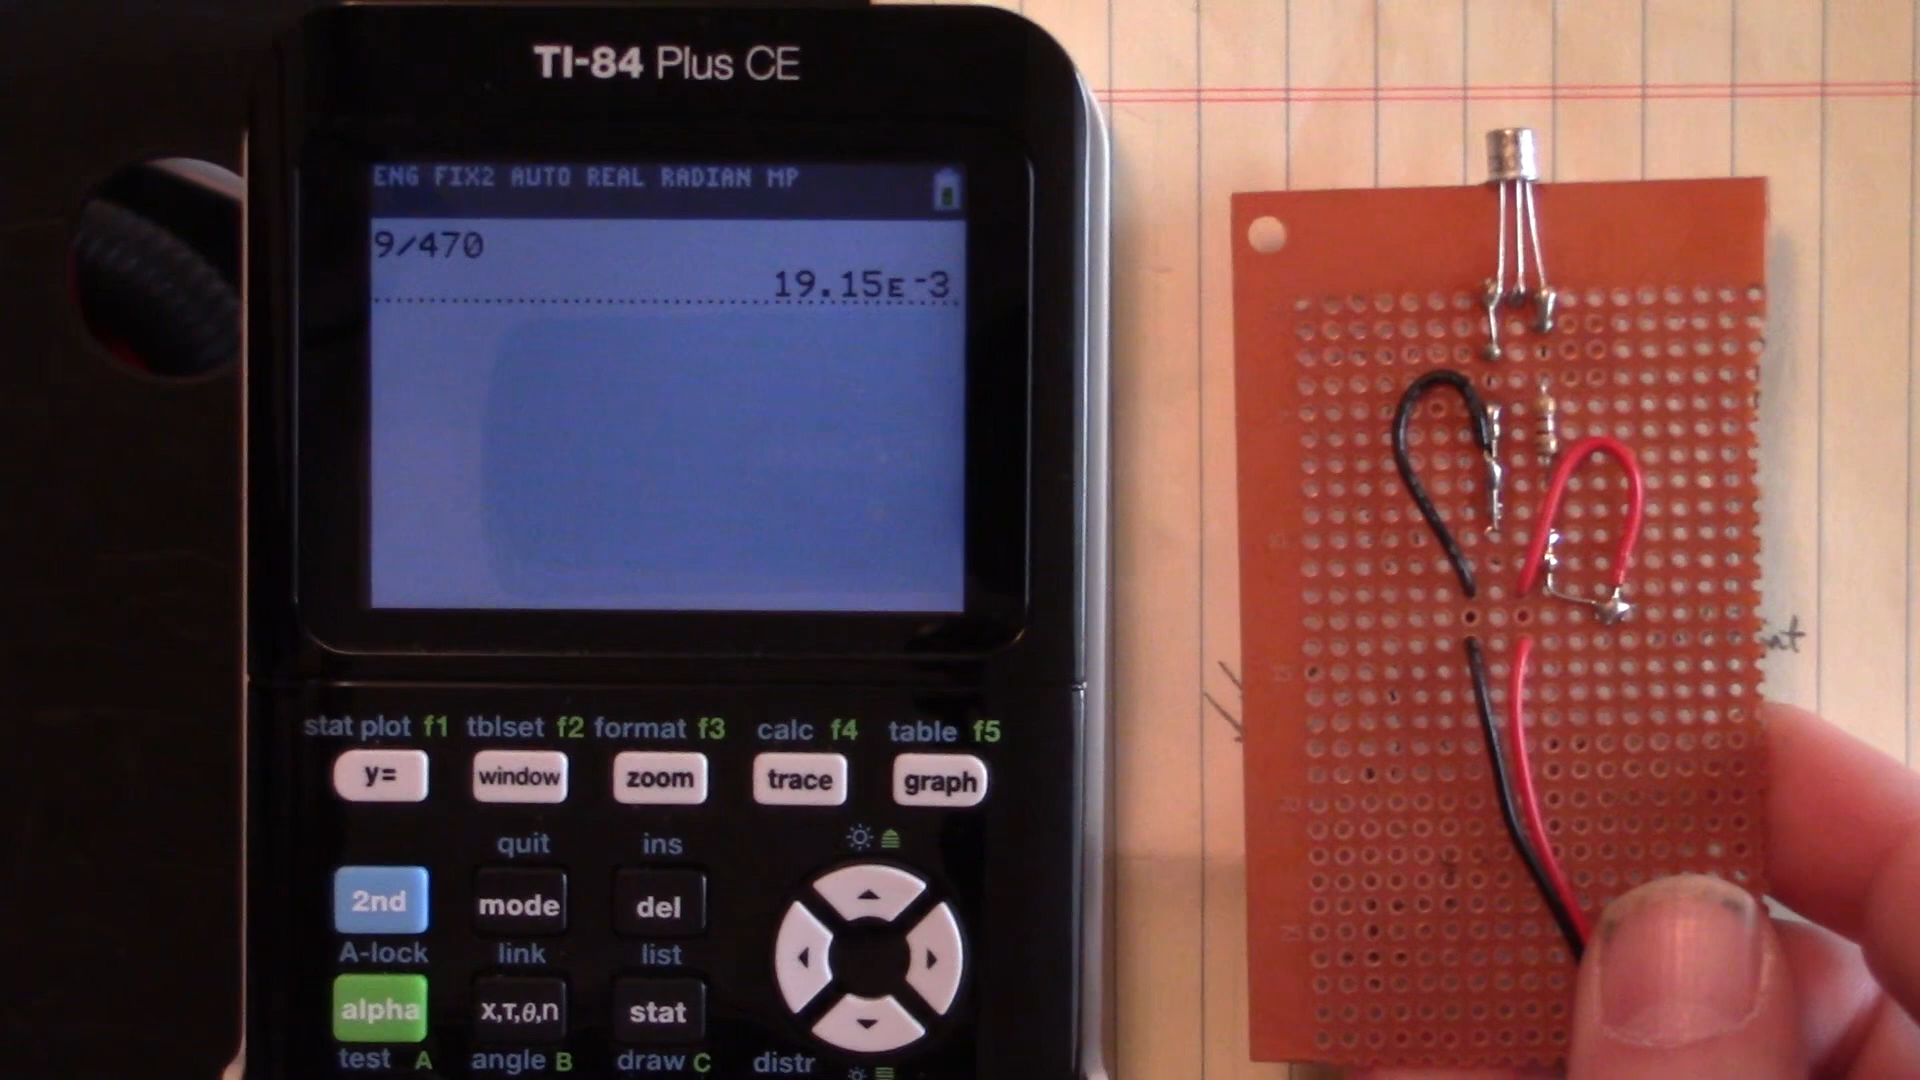 TI-84 Plus CE
ENG FIX2 AUTO REAL RADIAN MP
9/470
19.15ᴇ-3
stat plot f1 tblset f2 format f3 calc f4 table f5
y= window zoom trace graph
quit ins
2nd mode del
A-lock link list
alpha X,T,θ,n stat
test A angle B draw C distr